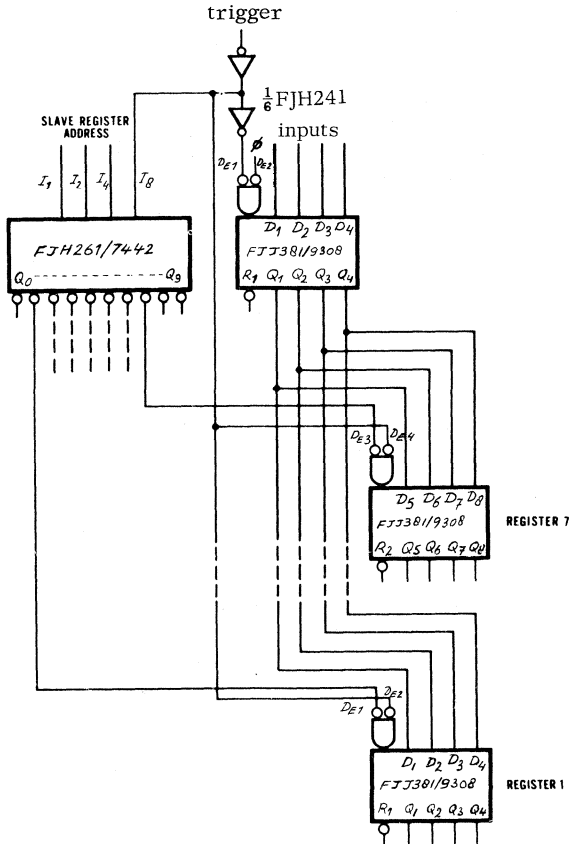 trigger
1/6 FJH241
SLAVE REGISTER
ADDRESS
inputs
ø
I1 I2 I4 I8
DE1 DE2
D1 D2 D3 D4
FJH261/7442
FJJ381/9308
Q0 Q9
R1 Q1 Q2 Q3 Q4
DE3 DE4
D5 D6 D7 D8
FJJ381/9308
REGISTER 7
R2 Q5 Q6 Q7 Q8
DE1 DE2
D1 D2 D3 D4
FJJ381/9308
REGISTER 1
R1 Q1 Q2 Q3 Q4